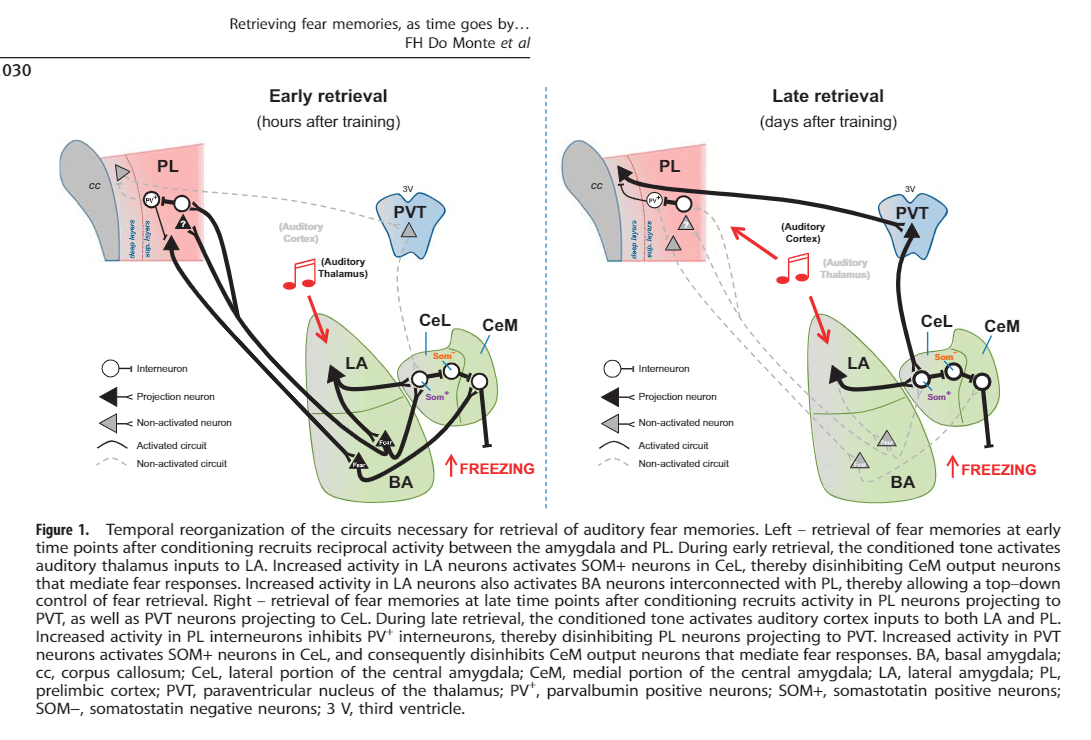 Retrieving fear memories, as time goes by…
FH Do Monte et al
030
Early retrieval
(hours after training)
PL
cc
PV+
?
deep layers
sup. layers
3V
PVT
(Auditory
Cortex)
(Auditory
Thalamus)
CeL
CeM
LA
Som−
Som+
Fear
Fear
BA
FREEZING
Interneuron
Projection neuron
Non-activated neuron
Activated circuit
Non-activated circuit
Late retrieval
(days after training)
PL
cc
PV+
deep layers
sup. layers
3V
PVT
(Auditory
Cortex)
(Auditory
Thalamus)
CeL
CeM
LA
Som−
Som+
Fear
Fear
BA
FREEZING
Interneuron
Projection neuron
Non-activated neuron
Activated circuit
Non-activated circuit
Figure 1. Temporal reorganization of the circuits necessary for retrieval of auditory fear memories. Left – retrieval of fear memories at early
time points after conditioning recruits reciprocal activity between the amygdala and PL. During early retrieval, the conditioned tone activates
auditory thalamus inputs to LA. Increased activity in LA neurons activates SOM+ neurons in CeL, thereby disinhibiting CeM output neurons
that mediate fear responses. Increased activity in LA neurons also activates BA neurons interconnected with PL, thereby allowing a top–down
control of fear retrieval. Right – retrieval of fear memories at late time points after conditioning recruits activity in PL neurons projecting to
PVT, as well as PVT neurons projecting to CeL. During late retrieval, the conditioned tone activates auditory cortex inputs to both LA and PL.
Increased activity in PL interneurons inhibits PV+ interneurons, thereby disinhibiting PL neurons projecting to PVT. Increased activity in PVT
neurons activates SOM+ neurons in CeL, and consequently disinhibits CeM output neurons that mediate fear responses. BA, basal amygdala;
cc, corpus callosum; CeL, lateral portion of the central amygdala; CeM, medial portion of the central amygdala; LA, lateral amygdala; PL,
prelimbic cortex; PVT, paraventricular nucleus of the thalamus; PV+, parvalbumin positive neurons; SOM+, somastotatin positive neurons;
SOM−, somatostatin negative neurons; 3 V, third ventricle.